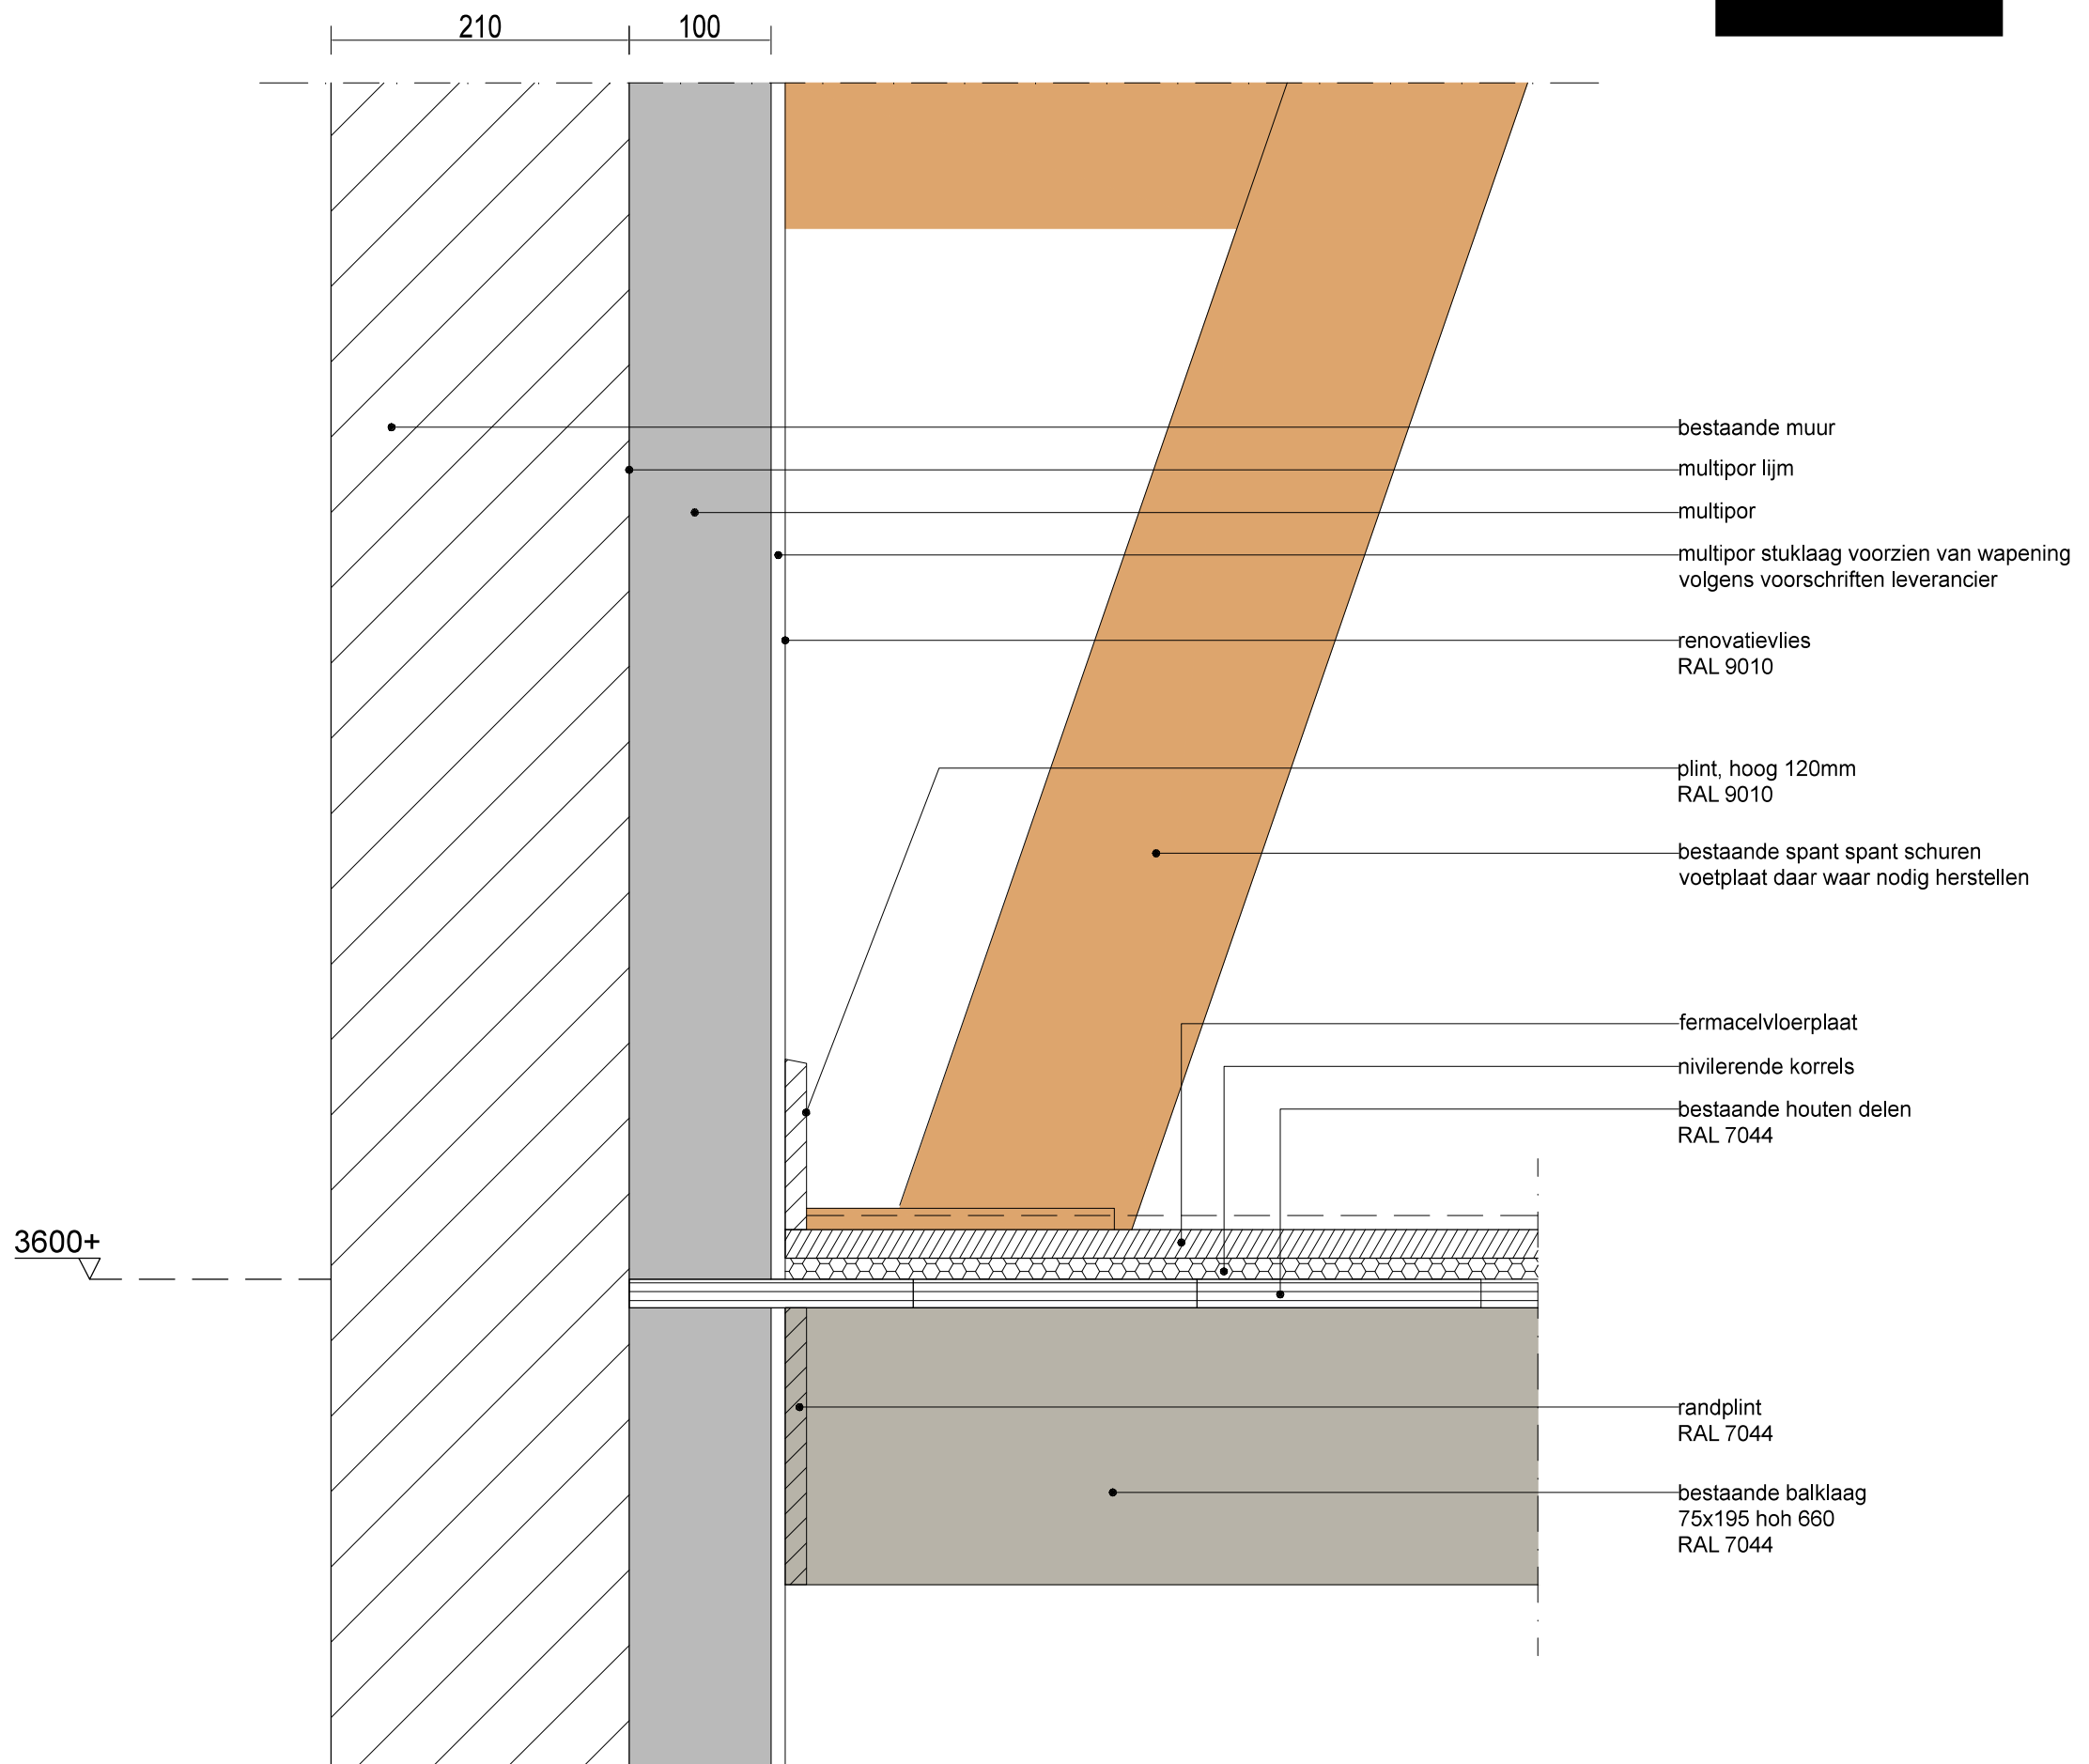 210
100
bestaande muur
multipor lijm
multipor
multipor stuklaag voorzien van wapening
volgens voorschriften leverancier
renovatievlies
RAL 9010
plint, hoog 120mm
RAL 9010
bestaande spant spant schuren
voetplaat daar waar nodig herstellen
fermacelvloerplaat
nivilerende korrels
bestaande houten delen
RAL 7044
3600+
randplint
RAL 7044
bestaande balklaag
75x195 hoh 660
RAL 7044